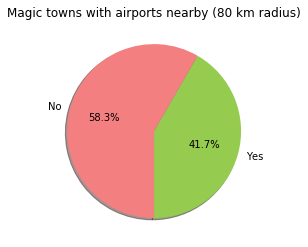 Magic towns with airports nearby (80 km radius)
No
58.3%
41.7%
Yes